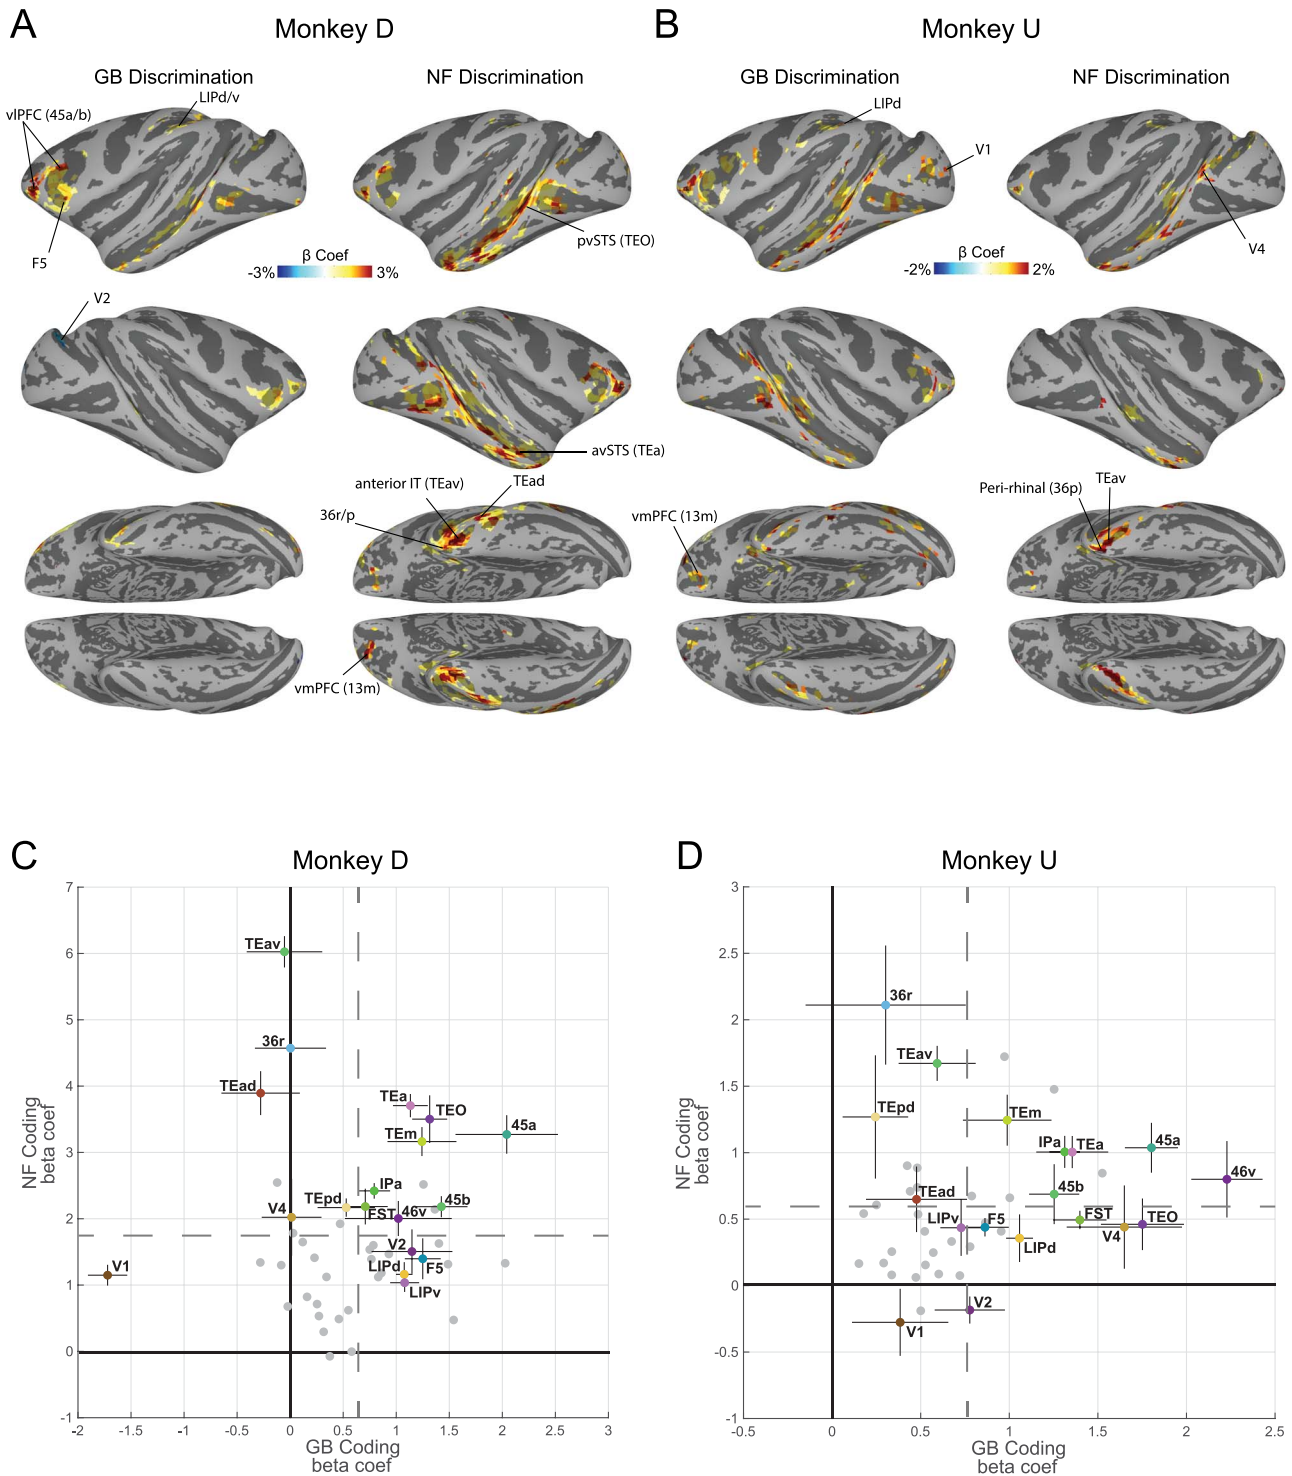 A
Monkey D
B
Monkey U
GB Discrimination
NF Discrimination
GB Discrimination
NF Discrimination
vlPFC (45a/b)
LIPd/v
F5
pvSTS (TEO)
β Coef
-3%
3%
LIPd
V1
V4
β Coef
-2%
2%
V2
avSTS (TEa)
anterior IT (TEav)
TEad
36r/p
vmPFC (13m)
vmPFC (13m)
Peri-rhinal (36p)
TEav
C
Monkey D
7
6
5
4
3
2
1
0
-1
-2
-1.5
-1
-0.5
0
0.5
1
1.5
2
2.5
3
NF Coding
beta coef
GB Coding
beta coef
TEav
36r
TEad
TEa
TEO
TEm
45a
IPa
TEpd
FST
46v
45b
V4
V2
F5
LIPd
LIPv
V1
D
Monkey U
3
2.5
2
1.5
1
0.5
0
-0.5
-1
-0.5
0
0.5
1
1.5
2
2.5
NF Coding
beta coef
GB Coding
beta coef
36r
TEav
TEpd
TEm
IPa
TEa
45a
46v
45b
TEad
LIPv
F5
FST
V4
TEO
LIPd
V2
V1